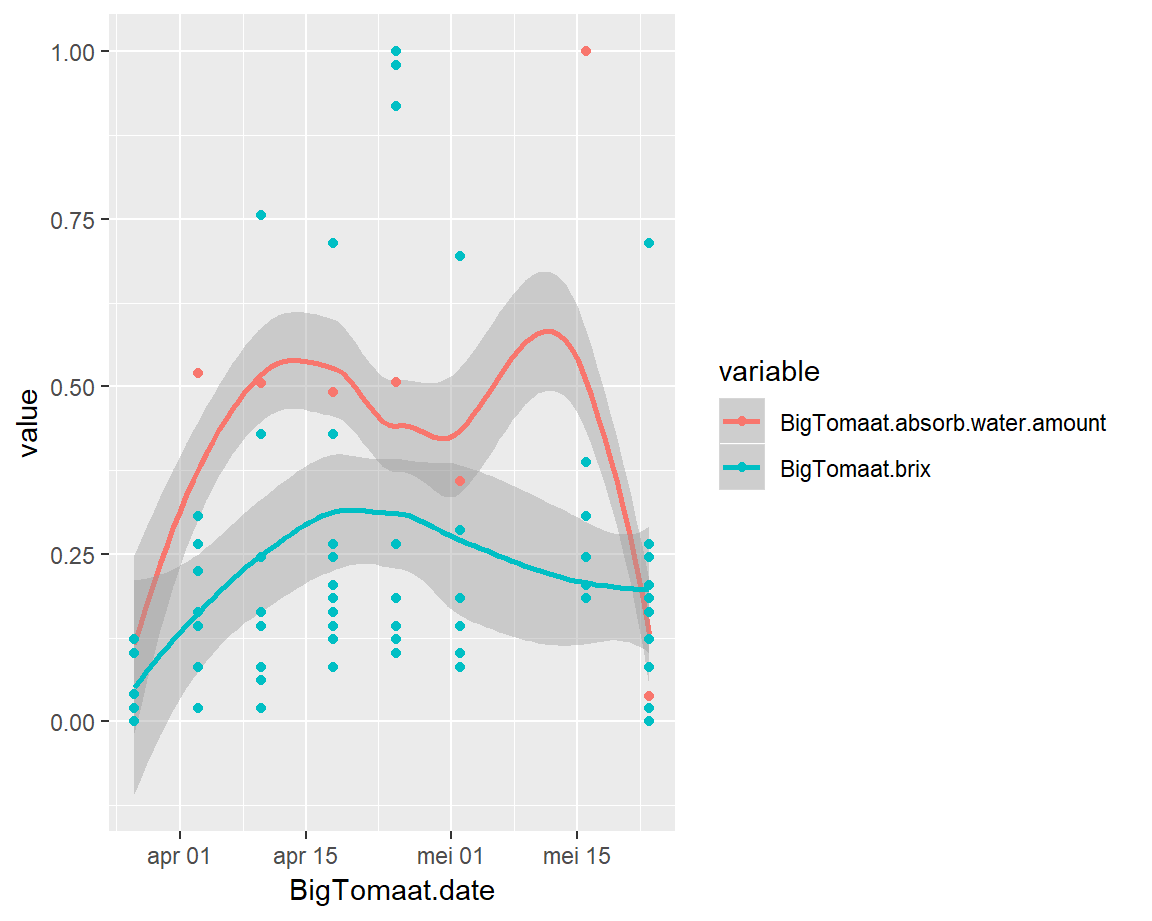 1.00
0.75
0.50
0.25
0.00
value
apr 01
apr 15
mei 01
mei 15
BigTomaat.date
variable
BigTomaat.absorb.water.amount
BigTomaat.brix